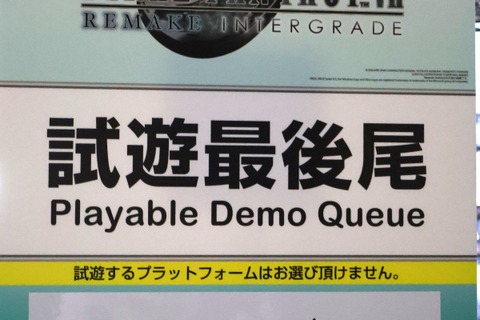 REMAKE INTERGRADE
試遊最後尾
Playable Demo Queue
試遊するプラットフォームはお選び頂けません。